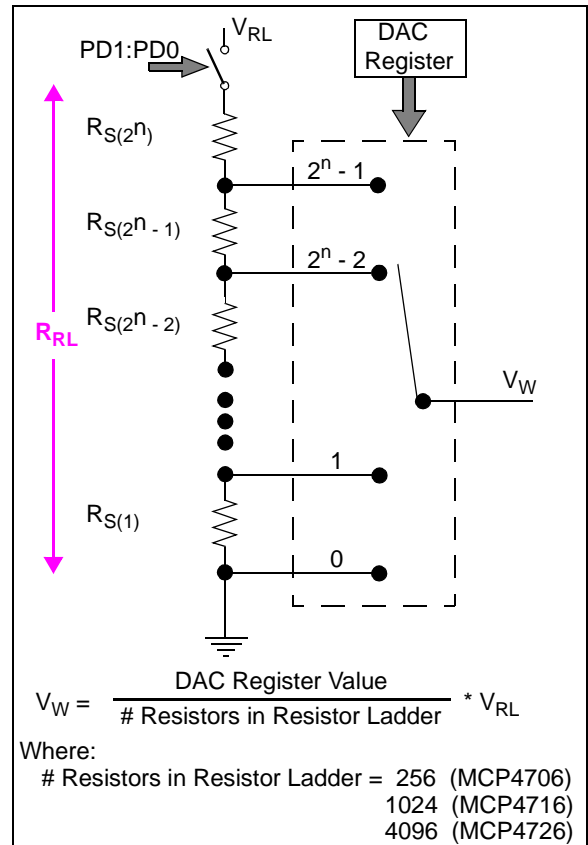 V_RL
PD1:PD0
DAC
Register
R_S(2^n)
2^n - 1
R_S(2^n - 1)
2^n - 2
R_S(2^n - 2)
R_RL
V_W
1
R_S(1)
0
V_W = DAC Register Value / # Resistors in Resistor Ladder * V_RL
Where:
# Resistors in Resistor Ladder = 256 (MCP4706)
1024 (MCP4716)
4096 (MCP4726)